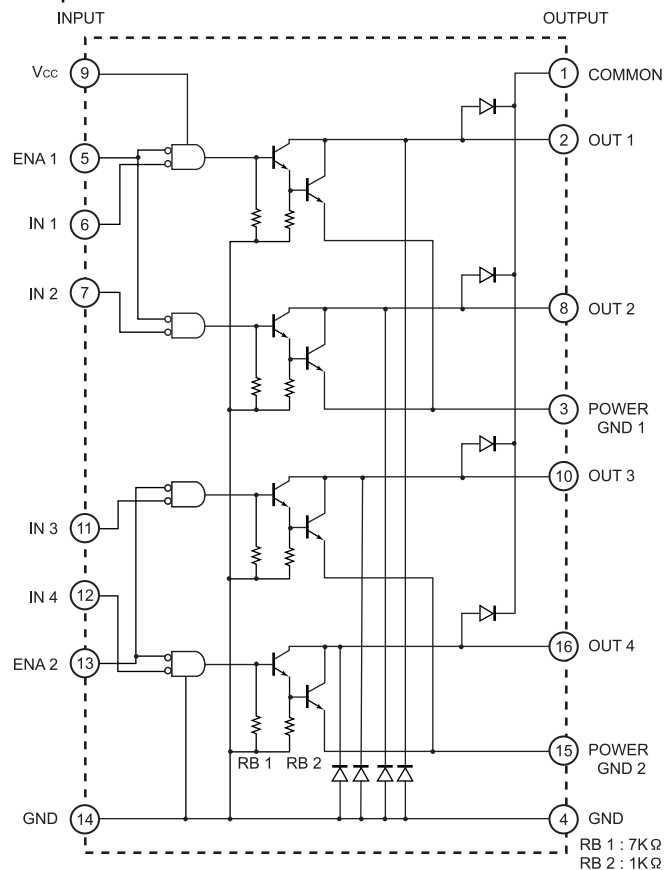 INPUT
OUTPUT
Vcc 9
1 COMMON
2 OUT 1
ENA 1 5
IN 1 6
IN 2 7
8 OUT 2
3 POWER
GND 1
10 OUT 3
IN 3 11
IN 4 12
16 OUT 4
ENA 2 13
15 POWER
GND 2
RB 1 RB 2
GND 14
4 GND
RB 1 : 7KΩ
RB 2 : 1KΩ